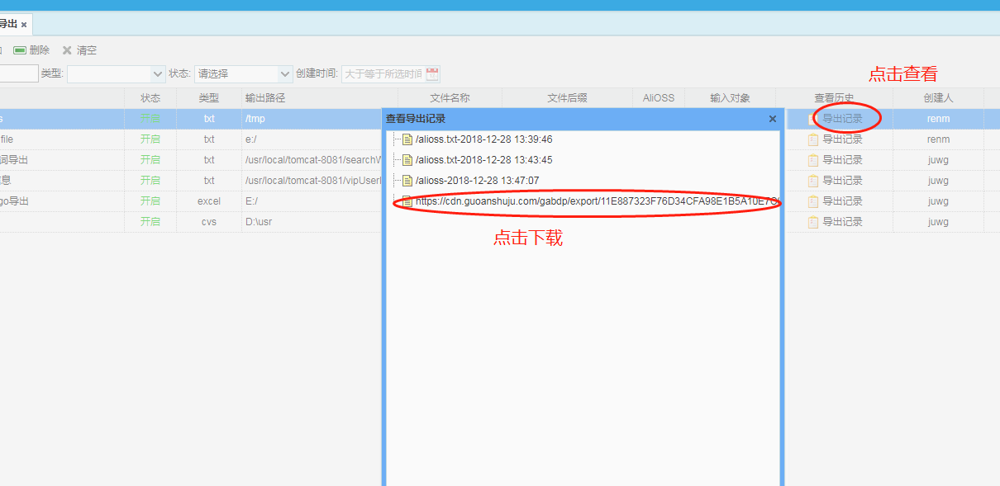 导出
删除 清空
类型: 状态: 请选择 创建时间: 大于等于所选时间
点击查看
状态 类型 输出路径 文件名称 文件后缀 AliOSS 输入对象 查看历史 创建人
s 开启 txt /tmp 导出记录 renm
file 开启 txt e:/ 导出记录 renm
词导出 开启 txt /usr/local/tomcat-8081/searchW 导出记录 juwg
息 开启 txt /usr/local/tomcat-8081/vipUser 导出记录 juwg
go导出 开启 excel E:/ 导出记录 juwg
开启 cvs D:\usr 导出记录 juwg
查看导出记录
/alioss.txt-2018-12-28 13:39:46
/alioss.txt-2018-12-28 13:43:45
/alioss-2018-12-28 13:47:07
https://cdn.guoanshuju.com/gabdp/export/11E887323F76D34CFA98E1B5A10E7C
点击下载